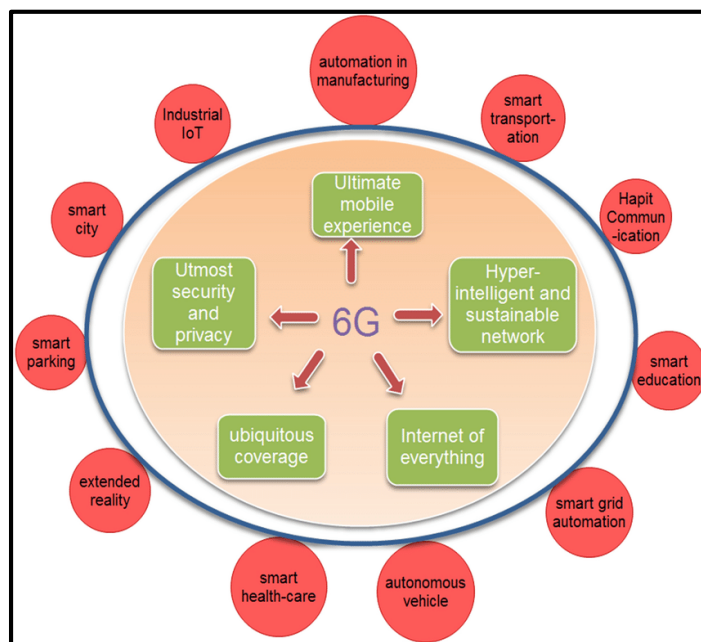 automation in
manufacturing
smart
transport-
ation
Hapit
Commun
-ication
smart
education
smart grid
automation
autonomous
vehicle
smart
health-care
extended
reality
smart
parking
smart
city
Industrial
IoT
Ultimate
mobile
experience
Hyper-
intelligent and
sustainable
network
Internet of
everything
ubiquitous
coverage
Utmost
security
and
privacy
6G